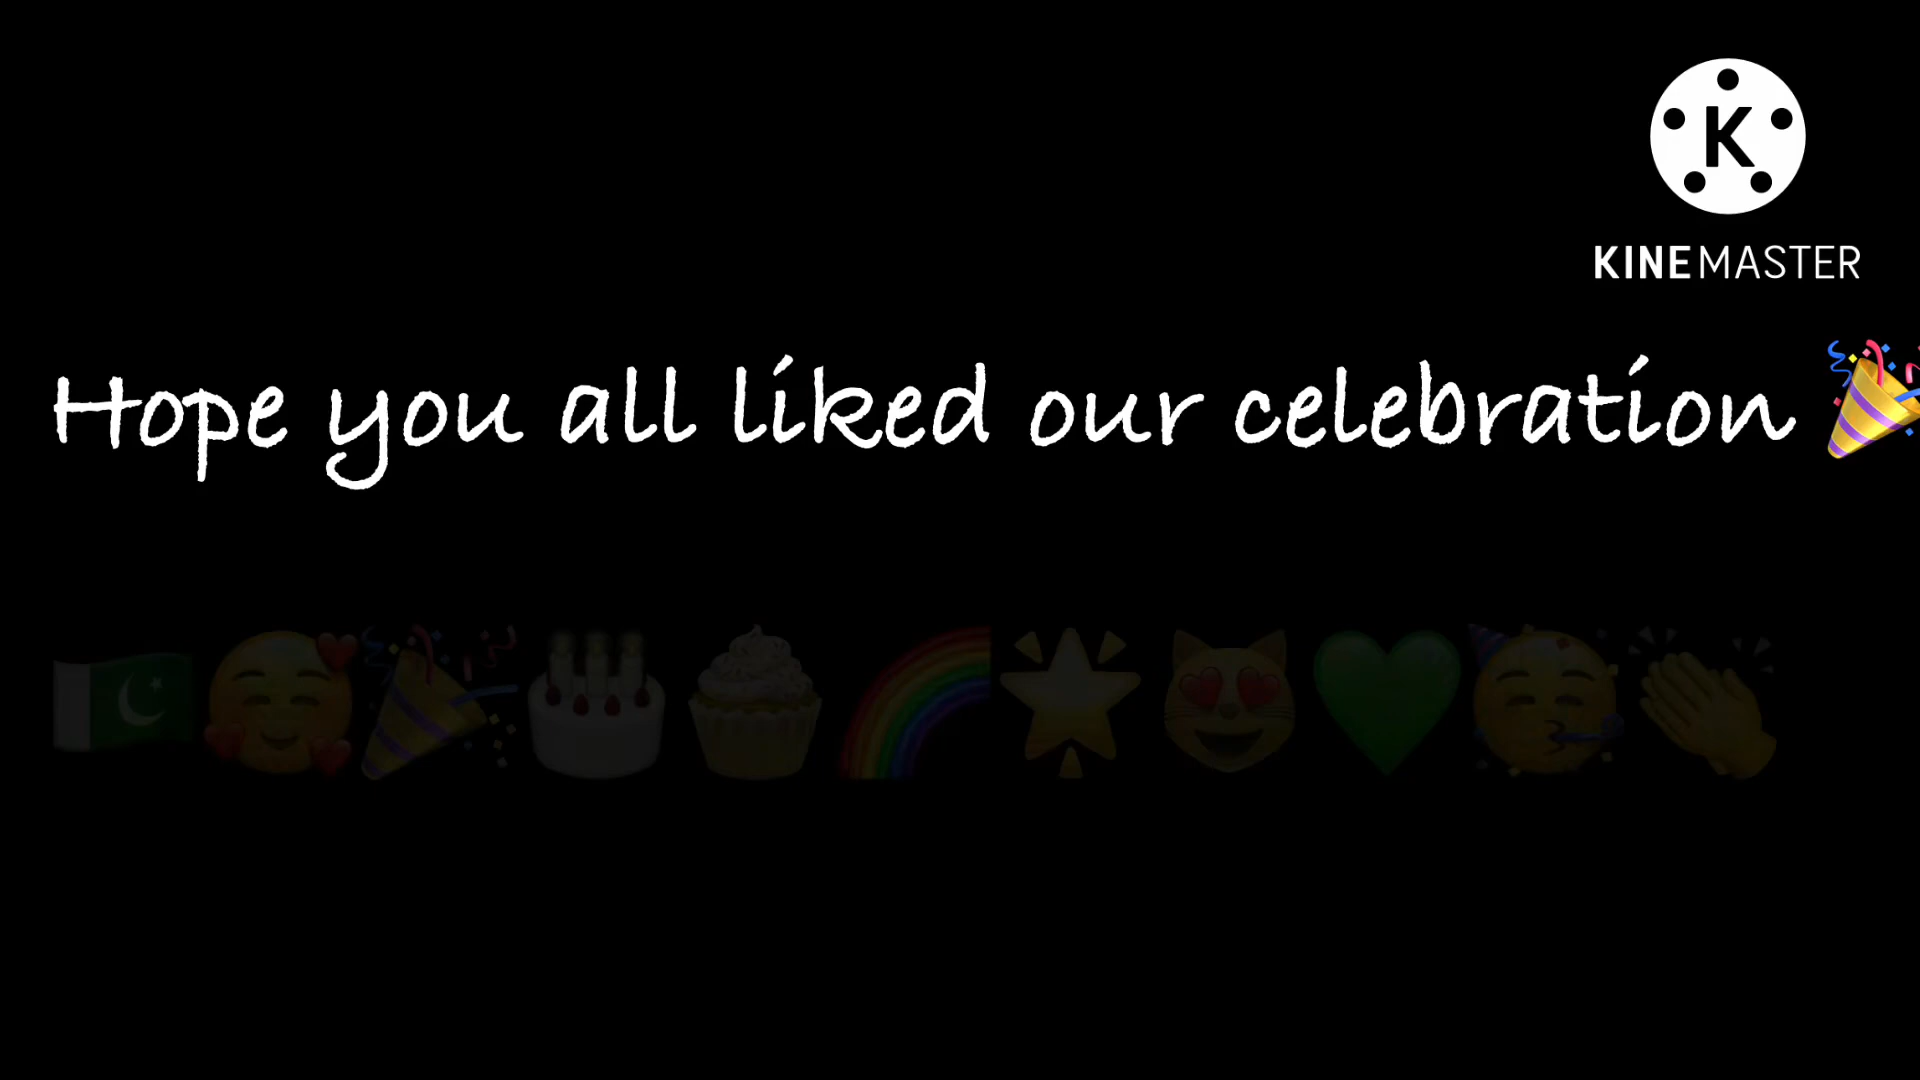 K
KINEMASTER
Hope you all liked our celebration 🎉
🇵🇰🥰🎉🎂🧁🌈🌟😻💚🥳👏